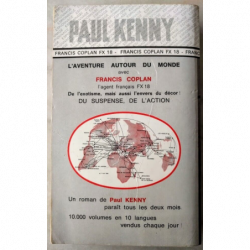 PAUL KENNY
FRANCIS COPLAN FX 18 - FRANCIS COPLAN FX 18 -
L'AVENTURE AUTOUR DU MONDE
avec
FRANCIS COPLAN
l'agent français FX 18
De l'exotisme, mais aussi l'envers du décor :
DU SUSPENSE, DE L'ACTION
Un roman de Paul KENNY
paraît tous les deux mois
10.000 volumes en 10 langues
vendus chaque jour